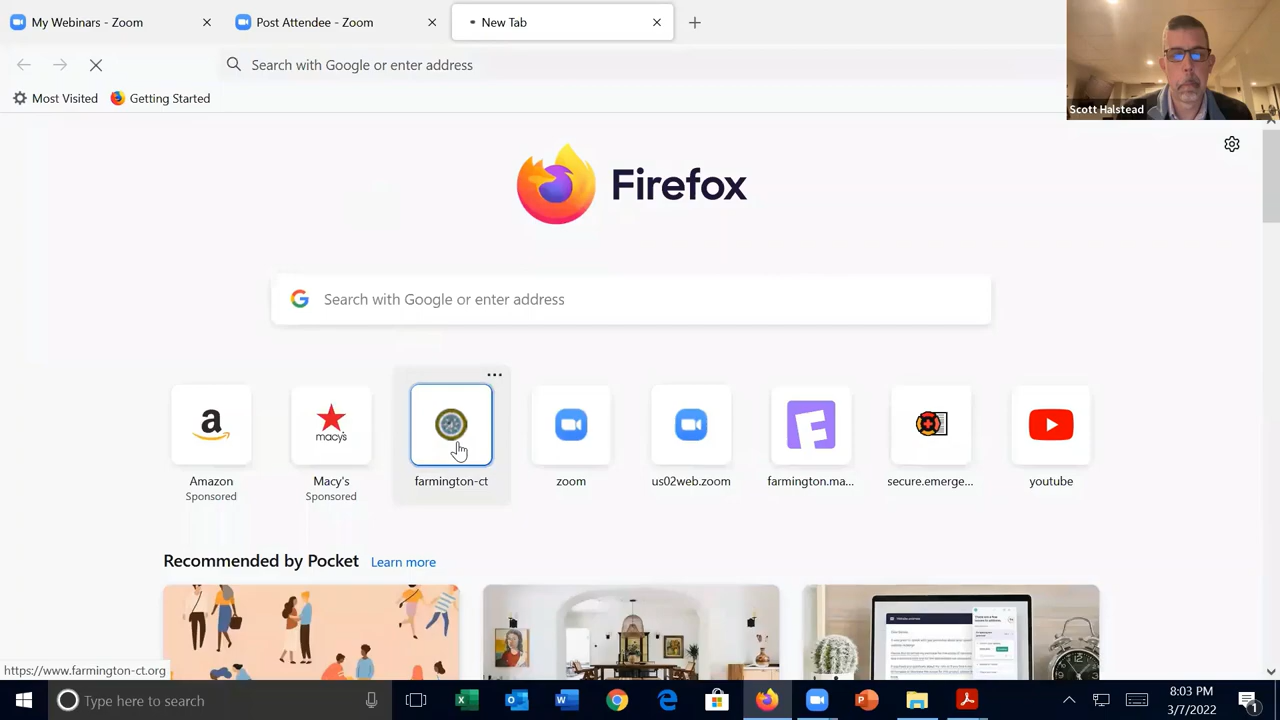 My Webinars - Zoom
Post Attendee - Zoom
New Tab
Search with Google or enter address
Most Visited
Getting Started
Scott Halstead
Firefox
Search with Google or enter address
Amazon
Sponsored
macys
Macy's
Sponsored
farmington-ct
zoom
us02web.zoom
farmington.ma...
secure.emerge...
youtube
Recommended by Pocket
Learn more
https://www.farmington-ct.org
Type here to search
8:03 PM
3/7/2022
1